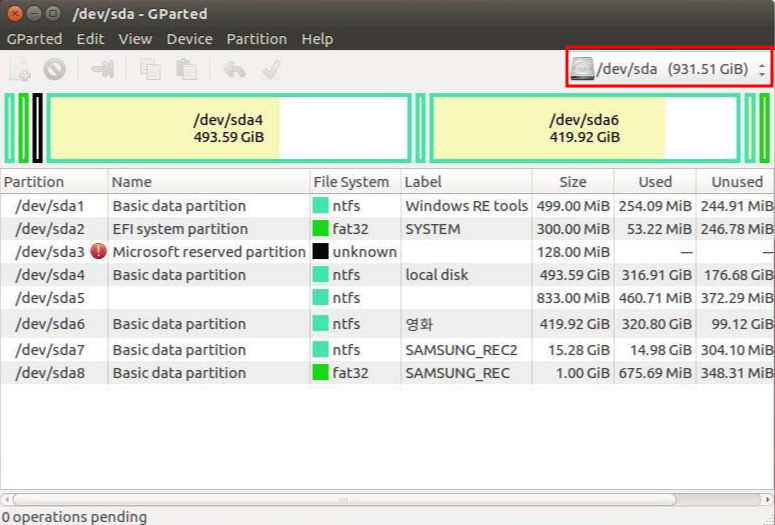 /dev/sda - GParted
GParted Edit View Device Partition Help
/dev/sda (931.51 GiB)
/dev/sda4
493.59 GiB
/dev/sda6
419.92 GiB
Partition Name File System Label Size Used Unused
/dev/sda1 Basic data partition ntfs Windows RE tools 499.00 MiB 254.09 MiB 244.91 MiB
/dev/sda2 EFI system partition fat32 SYSTEM 300.00 MiB 53.22 MiB 246.78 MiB
/dev/sda3 Microsoft reserved partition unknown 128.00 MiB --- ---
/dev/sda4 Basic data partition ntfs local disk 493.59 GiB 316.91 GiB 176.68 GiB
/dev/sda5 ntfs 833.00 MiB 460.71 MiB 372.29 MiB
/dev/sda6 Basic data partition ntfs 영화 419.92 GiB 320.80 GiB 99.12 GiB
/dev/sda7 Basic data partition ntfs SAMSUNG_REC2 15.28 GiB 14.98 GiB 304.10 MiB
/dev/sda8 Basic data partition fat32 SAMSUNG_REC 1.00 GiB 675.69 MiB 348.31 MiB
0 operations pending